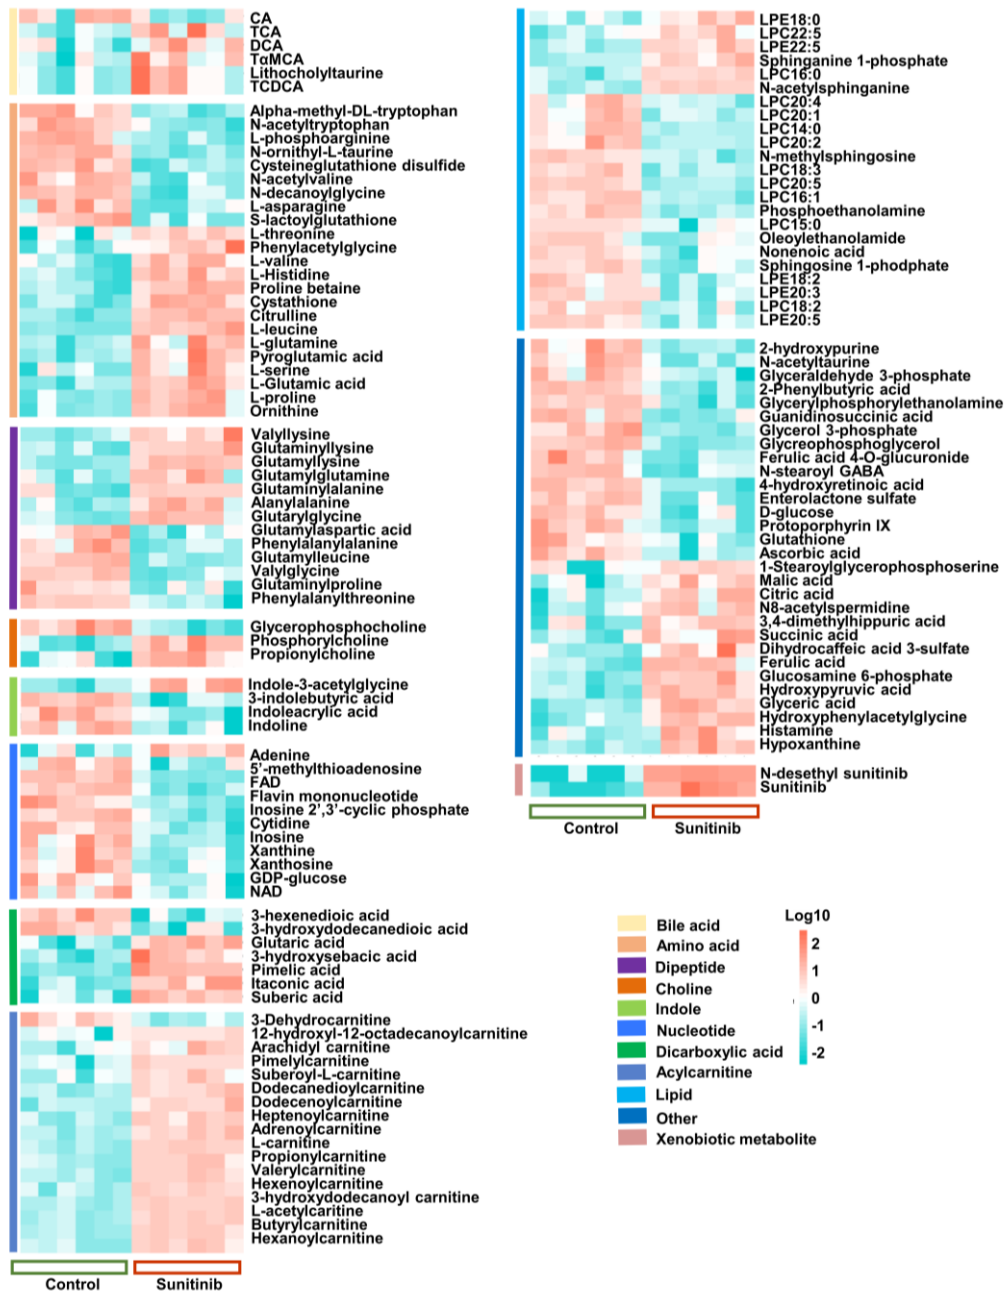 CA
TCA
DCA
TαMCA
Lithocholyltaurine
TCDCA
Alpha-methyl-DL-tryptophan
N-acetyltryptophan
L-phosphoarginine
N-ornithyl-L-taurine
Cysteineglutathione disulfide
N-acetylvaline
N-decanoylglycine
L-asparagine
S-lactoylglutathione
L-threonine
Phenylacetylglycine
L-valine
L-Histidine
Proline betaine
Cystathione
Citrulline
L-leucine
L-glutamine
Pyroglutamic acid
L-serine
L-Glutamic acid
L-proline
Ornithine
Valyllysine
Glutaminyllysine
Glutamyllysine
Glutamylglutamine
Glutaminylalanine
Alanylalanine
Glutarylglycine
Glutamylaspartic acid
Phenylalanylalanine
Glutamylleucine
Valylglycine
Glutaminylproline
Phenylalanylthreonine
Glycerophosphocholine
Phosphorylcholine
Propionylcholine
Indole-3-acetylglycine
3-indolebutyric acid
Indoleacrylic acid
Indoline
Adenine
5'-methylthioadenosine
FAD
Flavin mononucleotide
Inosine 2',3'-cyclic phosphate
Cytidine
Inosine
Xanthine
Xanthosine
GDP-glucose
NAD
3-hexenedioic acid
3-hydroxydodecanedioic acid
Glutaric acid
3-hydroxysebacic acid
Pimelic acid
Itaconic acid
Suberic acid
3-Dehydrocarnitine
12-hydroxyl-12-octadecanoylcarnitine
Arachidyl carnitine
Pimelylcarnitine
Suberoyl-L-carnitine
Dodecanedioylcarnitine
Dodecenoylcarnitine
Heptenoylcarnitine
Adrenoylcarnitine
L-carnitine
Propionylcarnitine
Valerylcarnitine
Hexenoylcarnitine
3-hydroxydodecanoyl carnitine
L-acetylcaritine
Butyrylcarnitine
Hexanoylcarnitine
Control
Sunitinib
LPE18:0
LPC22:5
LPE22:5
Sphinganine 1-phosphate
LPC16:0
N-acetylsphinganine
LPC20:4
LPC20:1
LPC14:0
LPC20:2
N-methylsphingosine
LPC18:3
LPC20:5
LPC16:1
Phosphoethanolamine
LPC15:0
Oleoylethanolamide
Nonenoic acid
Sphingosine 1-phodphate
LPE18:2
LPE20:3
LPC18:2
LPE20:5
2-hydroxypurine
N-acetyltaurine
Glyceraldehyde 3-phosphate
2-Phenylbutyric acid
Glycerylphosphorylethanolamine
Guanidinosuccinic acid
Glycerol 3-phosphate
Glycreophosphoglycerol
Ferulic acid 4-O-glucuronide
N-stearoyl GABA
4-hydroxyretinoic acid
Enterolactone sulfate
D-glucose
Protoporphyrin IX
Glutathione
Ascorbic acid
1-Stearoylglycerophosphoserine
Malic acid
Citric acid
N8-acetylspermidine
3,4-dimethylhippuric acid
Succinic acid
Dihydrocaffeic acid 3-sulfate
Ferulic acid
Glucosamine 6-phosphate
Hydroxypyruvic acid
Glyceric acid
Hydroxyphenylacetylglycine
Histamine
Hypoxanthine
N-desethyl sunitinib
Sunitinib
Control
Sunitinib
Bile acid
Amino acid
Dipeptide
Choline
Indole
Nucleotide
Dicarboxylic acid
Acylcarnitine
Lipid
Other
Xenobiotic metabolite
Log10
2
1
0
-1
-2